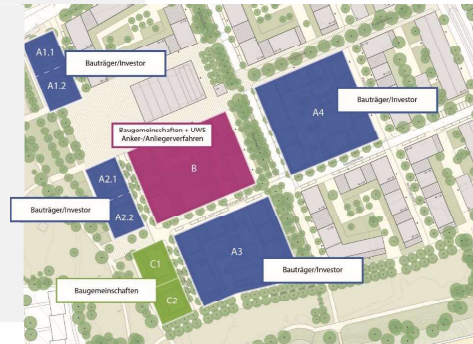 A1.1
Bauträger/Investor
A1.2
Bauträger/Investor
A4
Baugemeinschaften + UWS
Anker-/Anliegerverfahren
B
A2.1
Bauträger/Investor
A2.2
A3
Bauträger/Investor
C1
Baugemeinschaften
C2